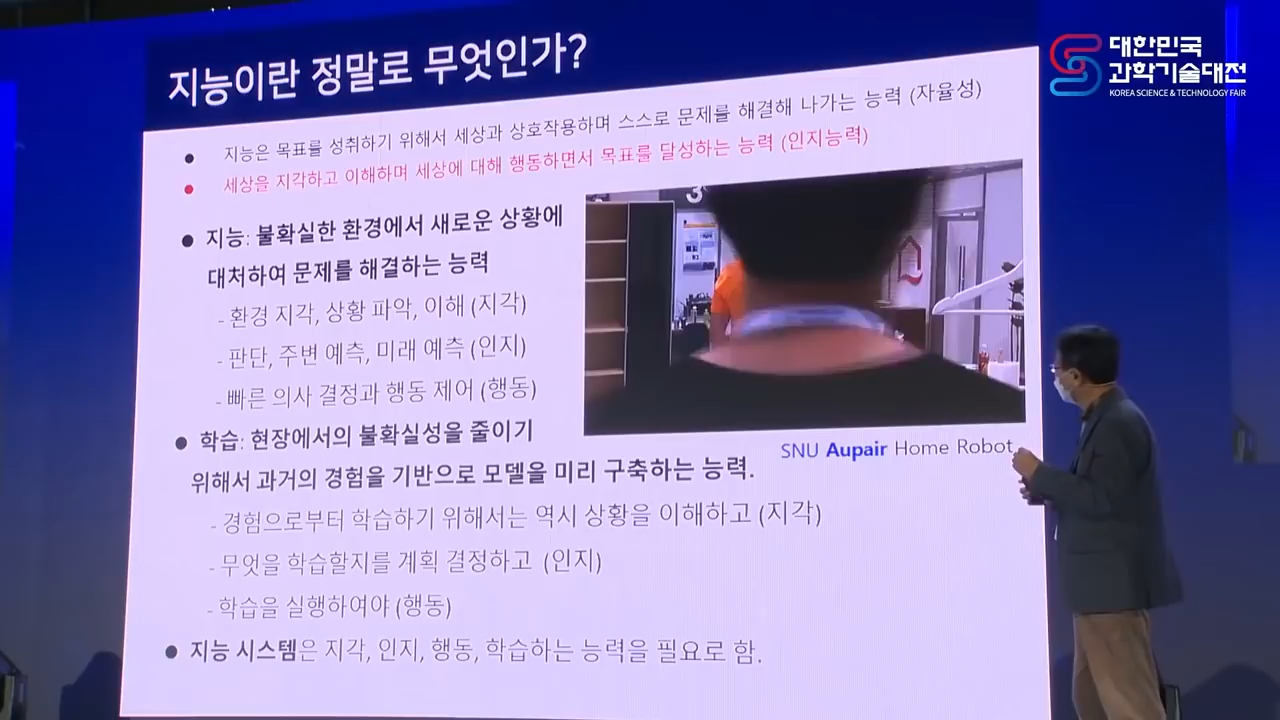 지능이란 정말로 무엇인가?
대한민국
과학기술대전
KOREA SCIENCE & TECHNOLOGY FAIR
● 지능은 목표를 성취하기 위해서 세상과 상호작용하며 스스로 문제를 해결해 나가는 능력 (자율성)
● 세상을 지각하고 이해하며 세상에 대해 행동하면서 목표를 달성하는 능력 (인지능력)
● 지능: 불확실한 환경에서 새로운 상황에
대처하여 문제를 해결하는 능력
- 환경 지각, 상황 파악, 이해 (지각)
- 판단, 주변 예측, 미래 예측 (인지)
- 빠른 의사 결정과 행동 제어 (행동)
3
SNU Aupair Home Robot
● 학습: 현장에서의 불확실성을 줄이기
위해서 과거의 경험을 기반으로 모델을 미리 구축하는 능력.
- 경험으로부터 학습하기 위해서는 역시 상황을 이해하고 (지각)
- 무엇을 학습할지를 계획 결정하고 (인지)
- 학습을 실행하여야 (행동)
● 지능 시스템은 지각, 인지, 행동, 학습하는 능력을 필요로 함.